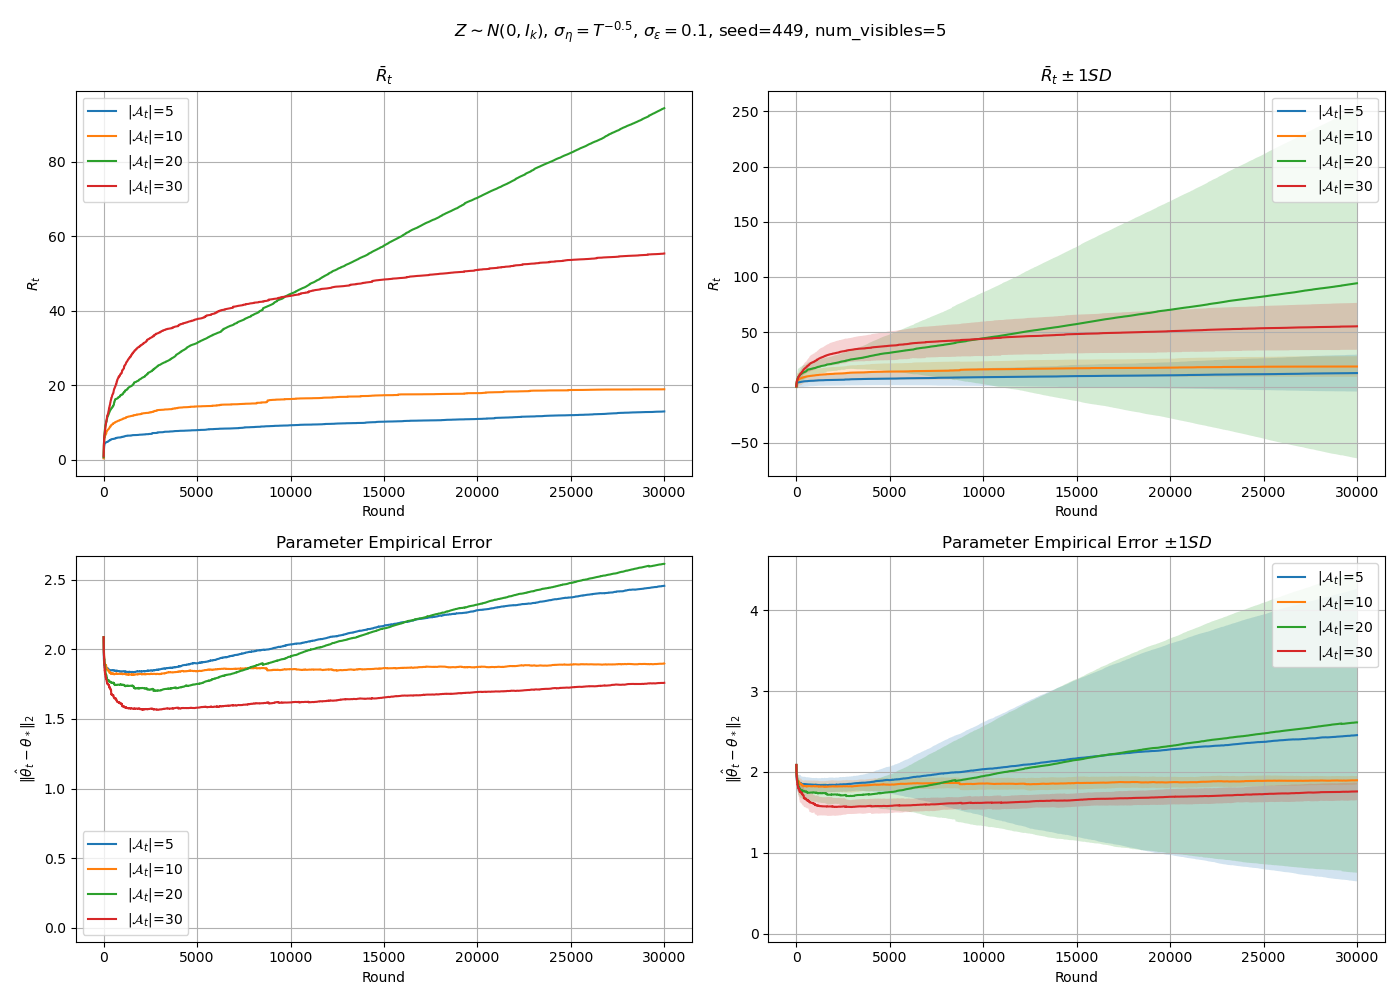 Z ∼ N(0, I_k), σ_η = T^{−0.5}, σ_ε = 0.1, seed=449, num_visibles=5
R̄_t
R_t
80
60
40
20
0
|𝒜_t|=5
|𝒜_t|=10
|𝒜_t|=20
|𝒜_t|=30
0 5000 10000 15000 20000 25000 30000
Round
R̄_t ± 1SD
R_t
250
200
150
100
50
0
−50
|𝒜_t|=5
|𝒜_t|=10
|𝒜_t|=20
|𝒜_t|=30
0 5000 10000 15000 20000 25000 30000
Round
Parameter Empirical Error
‖θ̂_t − θ_*‖_2
2.5
2.0
1.5
1.0
0.5
0.0
|𝒜_t|=5
|𝒜_t|=10
|𝒜_t|=20
|𝒜_t|=30
0 5000 10000 15000 20000 25000 30000
Round
Parameter Empirical Error ±1SD
‖θ̂_t − θ_*‖_2
4
3
2
1
0
|𝒜_t|=5
|𝒜_t|=10
|𝒜_t|=20
|𝒜_t|=30
0 5000 10000 15000 20000 25000 30000
Round